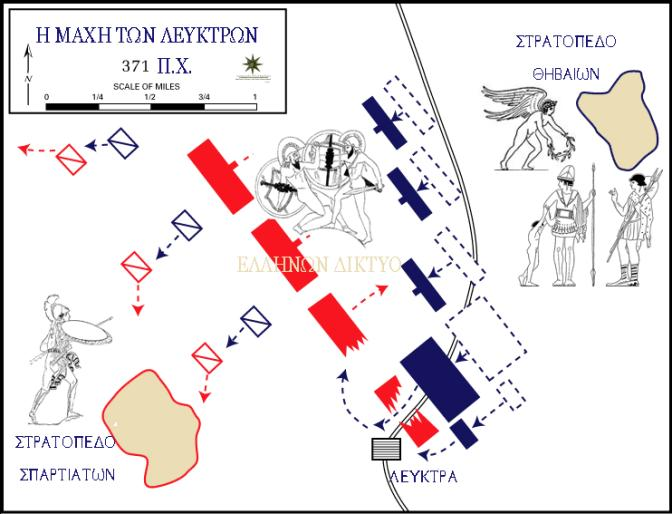 Η ΜΑΧΗ ΤΩΝ ΛΕΥΚΤΡΩΝ
371 Π.Χ.
N
SCALE OF MILES
0 1/4 1/2 3/4 1
ΣΤΡΑΤΟΠΕΔΟ
ΘΗΒΑΙΩΝ
ΕΛΛΗΝΩΝ ΔΙΚΤΥΟ
ΣΤΡΑΤΟΠΕΔΟ
ΣΠΑΡΤΙΑΤΩΝ
ΛΕΥΚΤΡΑ